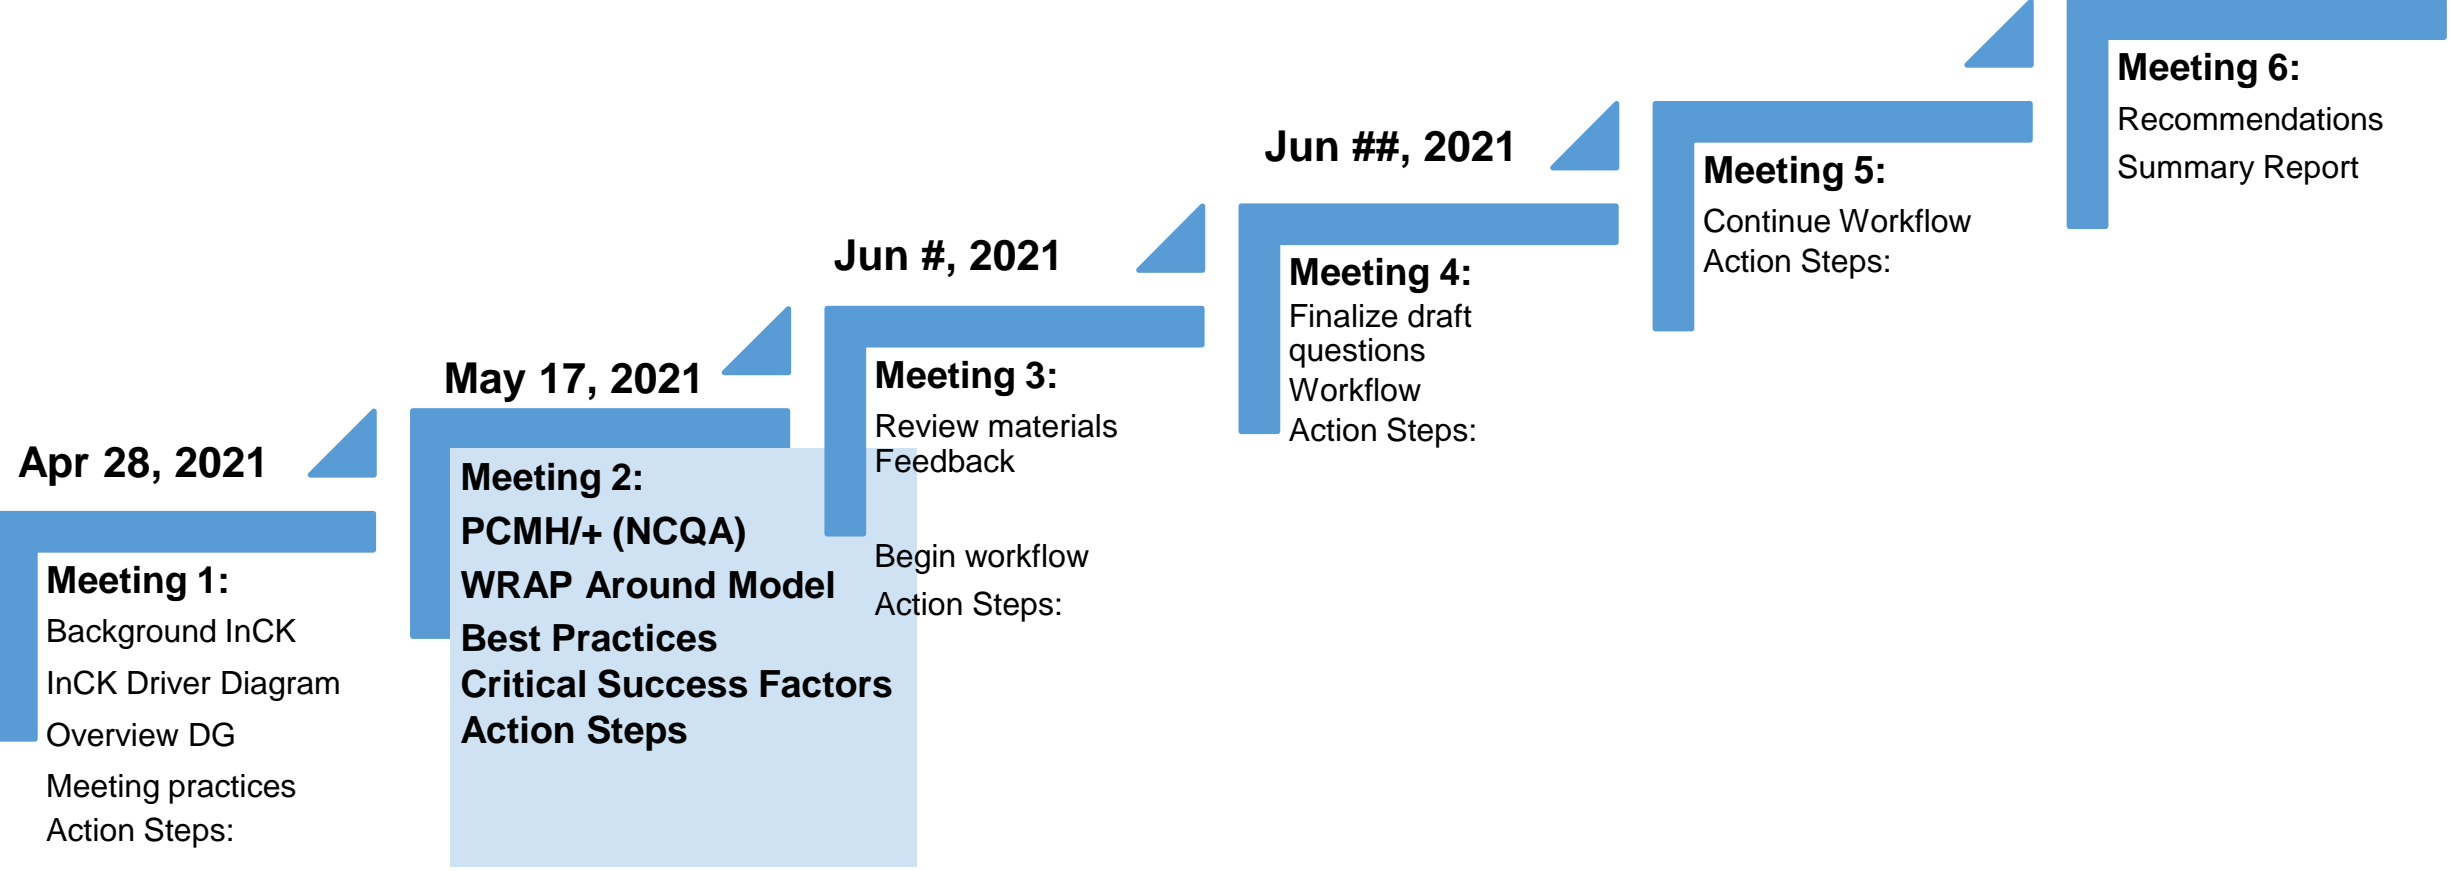 Apr 28, 2021
Meeting 1:
Background InCK
InCK Driver Diagram
Overview DG
Meeting practices
Action Steps:
May 17, 2021
Meeting 2:
PCMH/+ (NCQA)
WRAP Around Model
Best Practices
Critical Success Factors
Action Steps
Jun #, 2021
Meeting 3:
Review materials
Feedback
Begin workflow
Action Steps:
Jun ##, 2021
Meeting 4:
Finalize draft
questions
Workflow
Action Steps:
Meeting 5:
Continue Workflow
Action Steps:
Meeting 6:
Recommendations
Summary Report